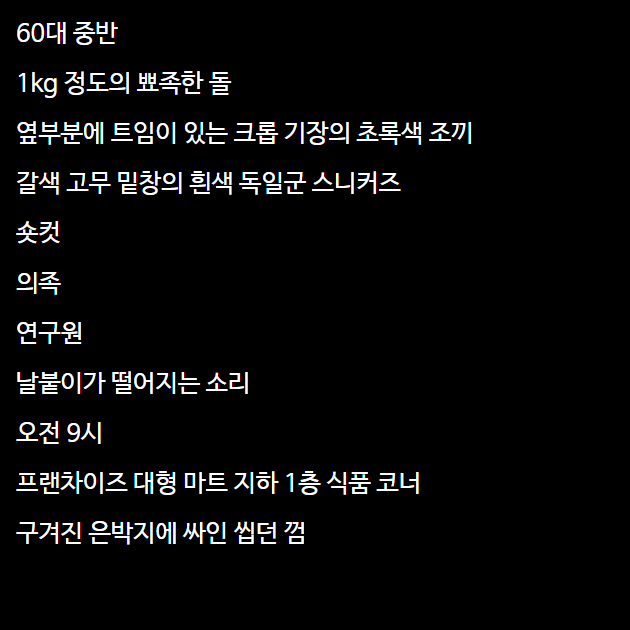 60대 중반
1kg 정도의 뾰족한 돌
옆부분에 트임이 있는 크롭 기장의 초록색 조끼
갈색 고무 밑창의 흰색 독일군 스니커즈
숏컷
의족
연구원
날붙이가 떨어지는 소리
오전 9시
프랜차이즈 대형 마트 지하 1층 식품 코너
구겨진 은박지에 싸인 씹던 껌